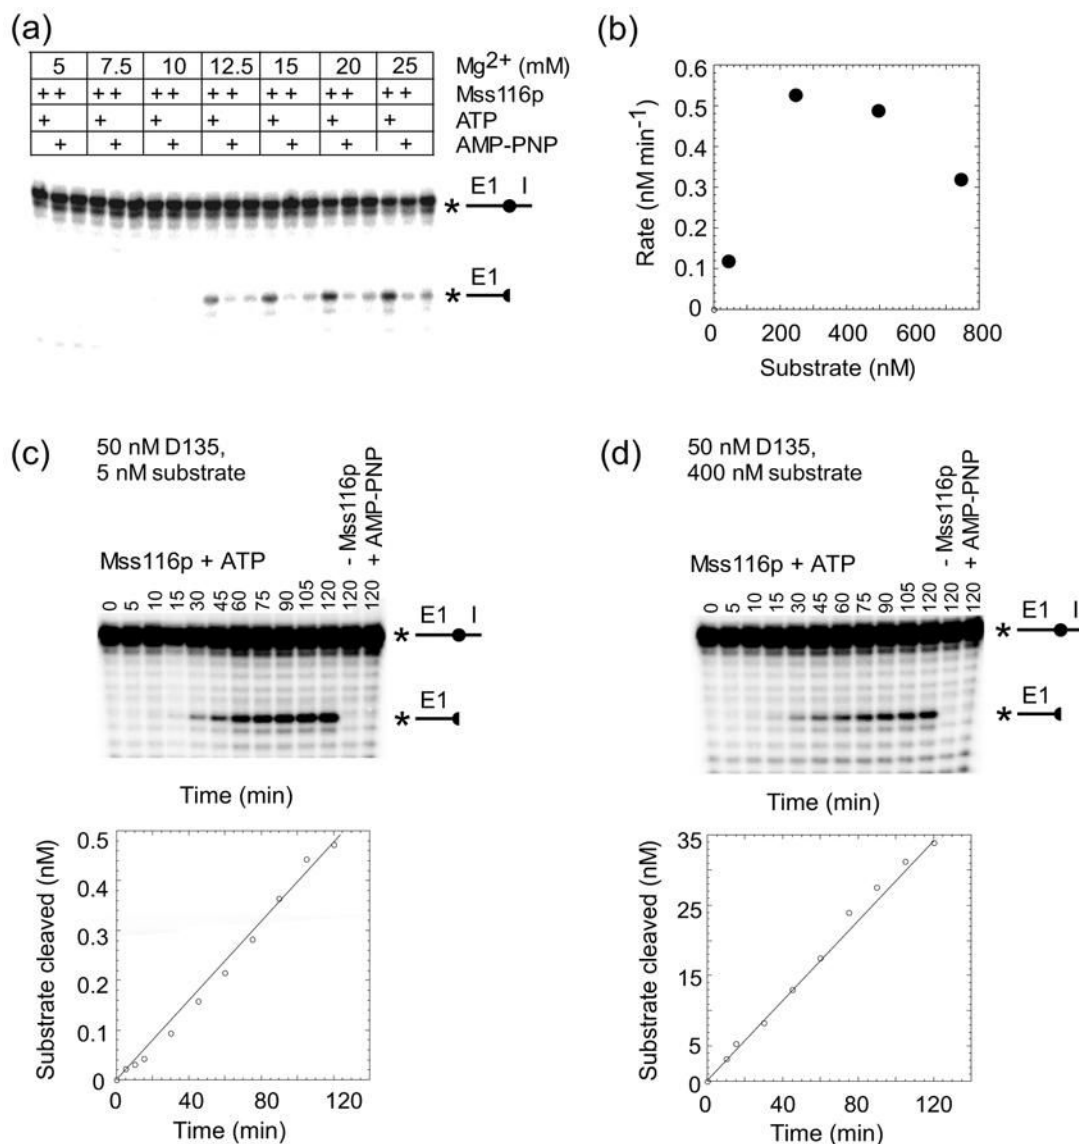 (a)
5 7.5 10 12.5 15 20 25 Mg2+ (mM)
++ ++ ++ ++ ++ ++ ++ Mss116p
+ + + + + + + ATP
+ + + + + + + AMP-PNP
* E1 I
* E1
(b)
0.6
0.5
0.4
0.3
0.2
0.1
0
Rate (nM min-1)
0 200 400 600 800
Substrate (nM)
(c)
50 nM D135,
5 nM substrate
- Mss116p
+ AMP-PNP
Mss116p + ATP
0 5 10 15 30 45 60 75 90 105 120 120 120
* E1 I
* E1
Time (min)
0.5
0.4
0.3
0.2
0.1
0
Substrate cleaved (nM)
0 40 80 120
Time (min)
(d)
50 nM D135,
400 nM substrate
- Mss116p
+ AMP-PNP
Mss116p + ATP
0 5 10 15 30 45 60 75 90 105 120 120 120
* E1 I
* E1
Time (min)
35
25
15
5
0
Substrate cleaved (nM)
0 40 80 120
Time (min)